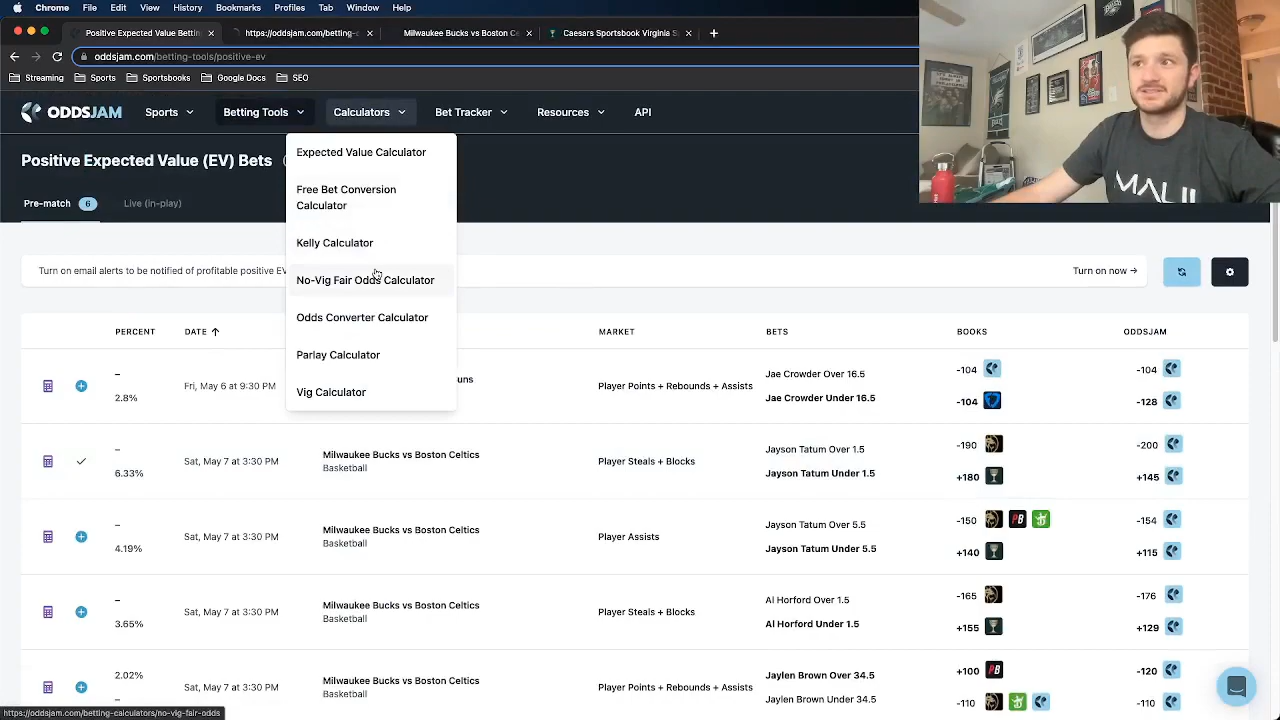 Chrome File Edit View History Bookmarks Profiles Tab Window Help
Positive Expected Value Bettin
https://oddsjam.com/betting-c
Milwaukee Bucks vs Boston Ce
Caesars Sportsbook Virginia S
oddsjam.com/betting-tools/positive-ev
Streaming Sports Sportsbooks Google Docs SEO
ODDSJAM Sports Betting Tools Calculators Bet Tracker Resources API
Positive Expected Value (EV) Bets
Pre-match 6 Live (in-play)
Expected Value Calculator
Free Bet Conversion
Calculator
Kelly Calculator
No-Vig Fair Odds Calculator
Odds Converter Calculator
Parlay Calculator
Vig Calculator
Turn on email alerts to be notified of profitable positive EV
Turn on now →
PERCENT DATE MARKET BETS BOOKS ODDSJAM
– Fri, May 6 at 9:30 PM uns Player Points + Rebounds + Assists Jae Crowder Over 16.5 -104 -104
2.8% Jae Crowder Under 16.5 -104 -128
– Sat, May 7 at 3:30 PM Milwaukee Bucks vs Boston Celtics Player Steals + Blocks Jayson Tatum Over 1.5 -190 -200
6.33% Basketball Jayson Tatum Under 1.5 +180 +145
– Sat, May 7 at 3:30 PM Milwaukee Bucks vs Boston Celtics Player Assists Jayson Tatum Over 5.5 -150 PB -154
4.19% Basketball Jayson Tatum Under 5.5 +140 +115
– Sat, May 7 at 3:30 PM Milwaukee Bucks vs Boston Celtics Player Steals + Blocks Al Horford Over 1.5 -165 -176
3.65% Basketball Al Horford Under 1.5 +155 +129
2.02% Sat, May 7 at 3:30 PM Milwaukee Bucks vs Boston Celtics Player Points + Rebounds + Assists Jaylen Brown Over 34.5 +100 PB -120
– Basketball Jaylen Brown Under 34.5 -110 -110
https://oddsjam.com/betting-calculators/no-vig-fair-odds